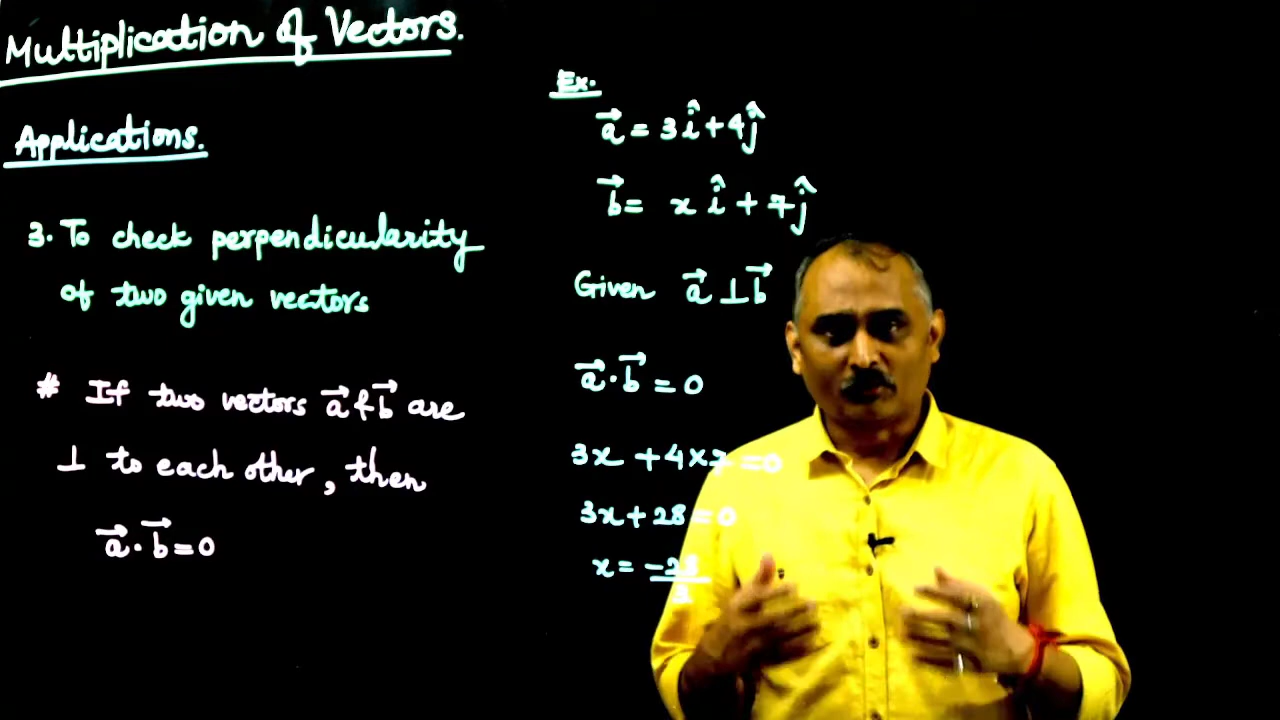 Multiplication of Vectors.
Applications.
3. To check perpendicularity
of two given vectors
# If two vectors a⃗ & b⃗ are
⊥ to each other, then
a⃗ · b⃗ = 0
Ex.
a⃗ = 3î + 4ĵ
b⃗ = x î + 7ĵ
Given a⃗ ⊥ b⃗
a⃗ · b⃗ = 0
3x + 4 × 7 = 0
3x + 28 = 0
x = -28/3